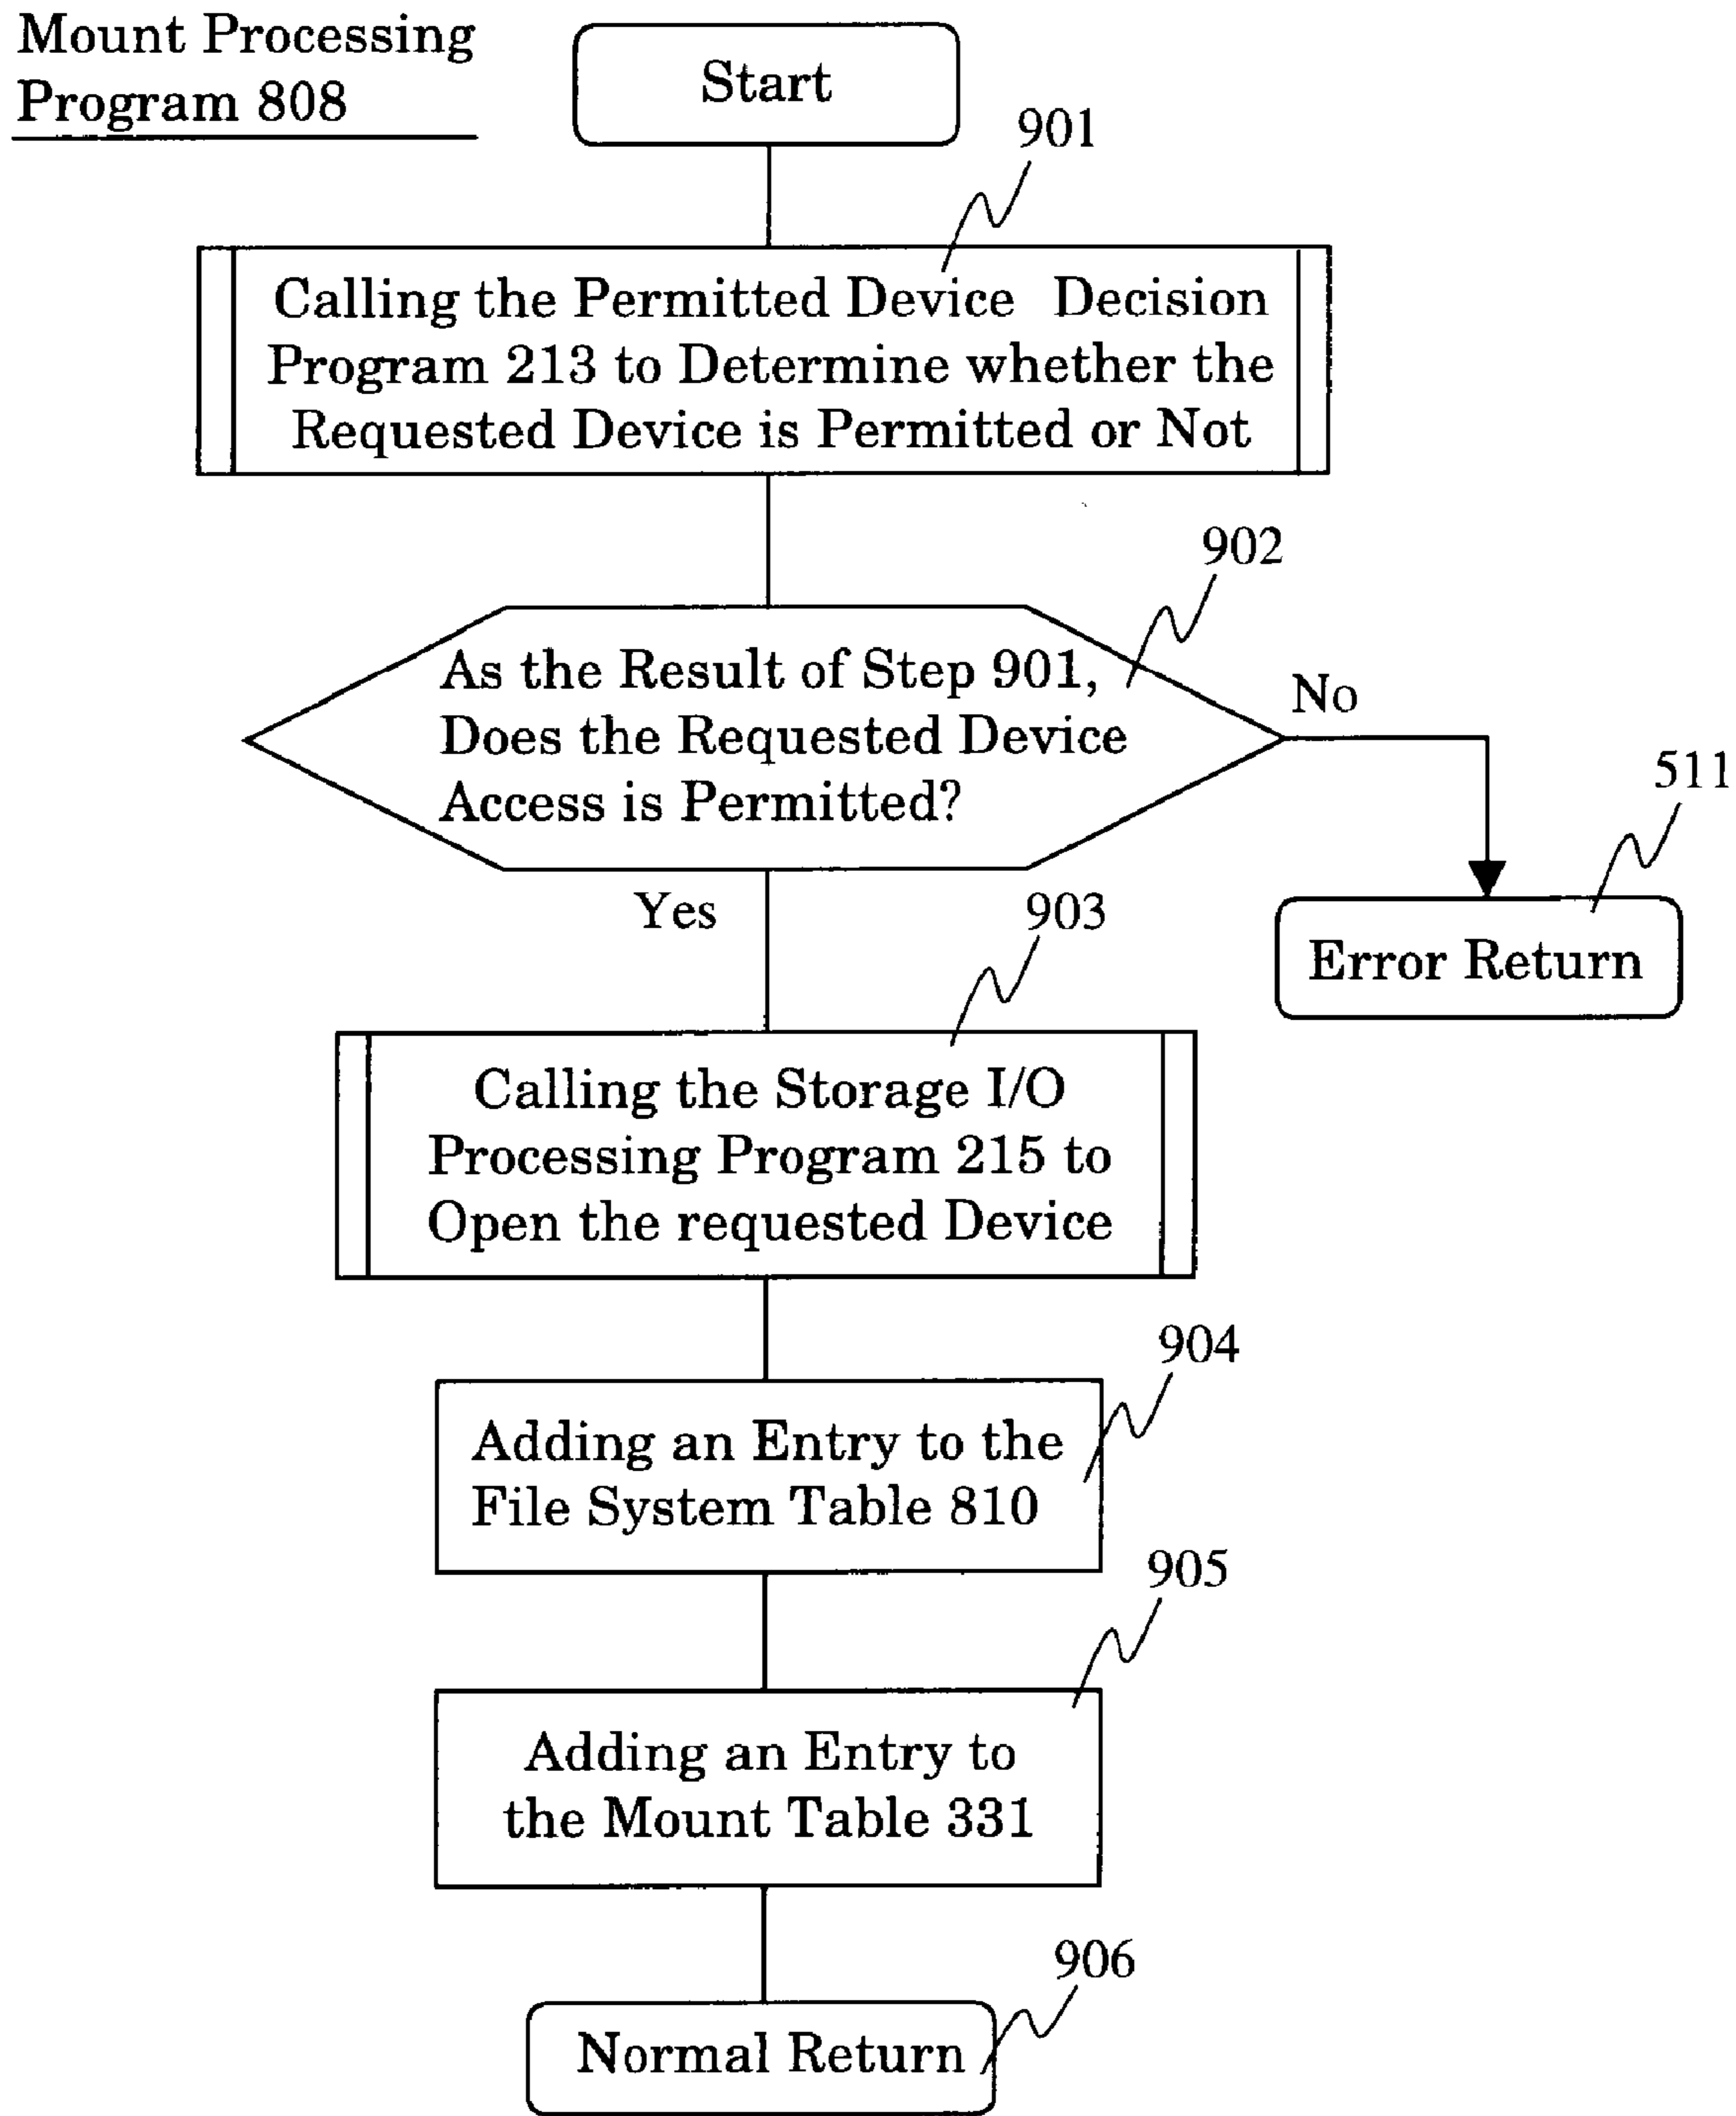 Mount Processing
Program 808
Start
901
Calling the Permitted Device Decision
Program 213 to Determine whether the
Requested Device is Permitted or Not
902
As the Result of Step 901,
Does the Requested Device
Access is Permitted?
No
511
Error Return
Yes
903
Calling the Storage I/O
Processing Program 215 to
Open the requested Device
904
Adding an Entry to the
File System Table 810
905
Adding an Entry to
the Mount Table 331
906
Normal Return